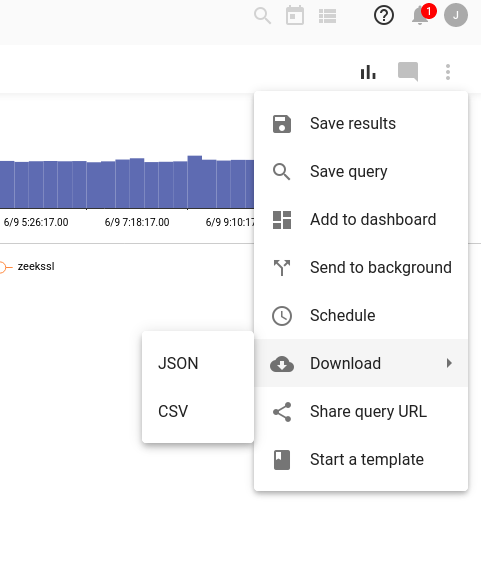 1
J
Save results
Save query
6/9 5:26:17.00 6/9 7:18:17.00 6/9 9:10:1
Add to dashboard
zeekssl
Send to background
Schedule
JSON
Download
CSV
Share query URL
Start a template